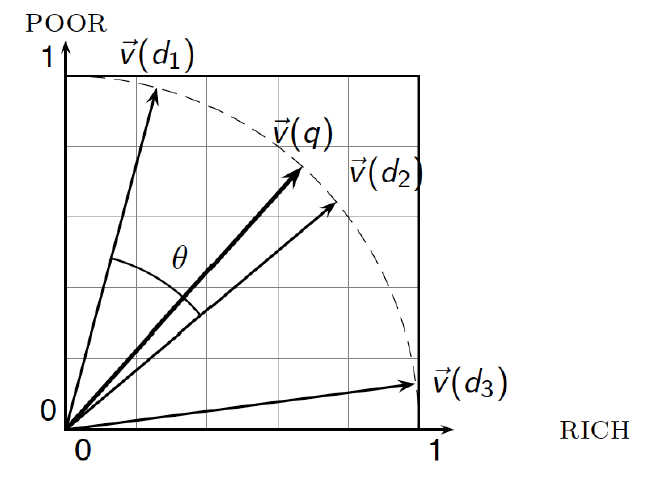 POOR
1
v⃗(d₁)
v⃗(q)
v⃗(d₂)
θ
v⃗(d₃)
0
0
1
RICH